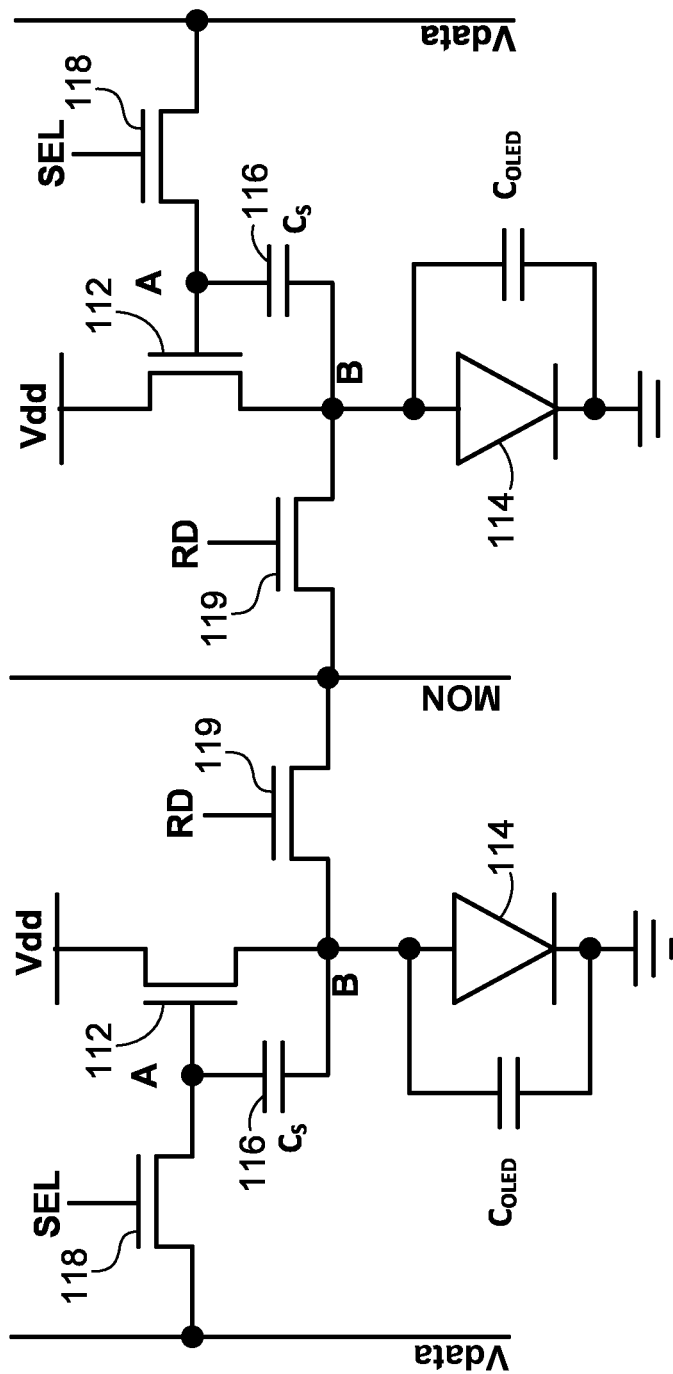 Vdata
118
SEL
116
Cs
COLED
A
112
Vdd
B
114
RD
119
MON
119
RD
114
Vdd
B
112
A
116
Cs
COLED
SEL
118
Vdata